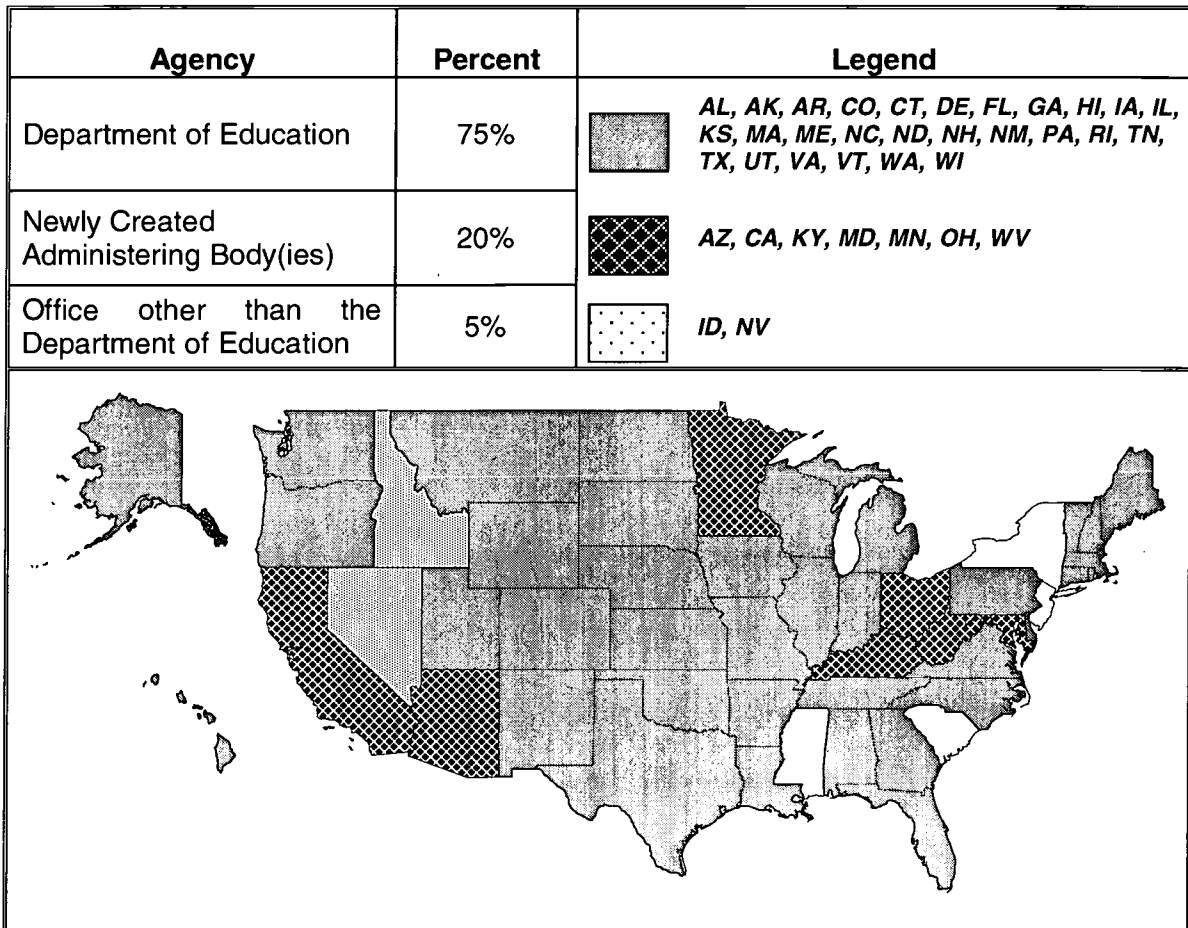 Agency Percent Legend
Department of Education 75%
AL, AK, AR, CO, CT, DE, FL, GA, HI, IA, IL,
KS, MA, ME, NC, ND, NH, NM, PA, RI, TN,
TX, UT, VA, VT, WA, WI
Newly Created
Administering Body(ies) 20%
AZ, CA, KY, MD, MN, OH, WV
Office other than the
Department of Education 5%
ID, NV